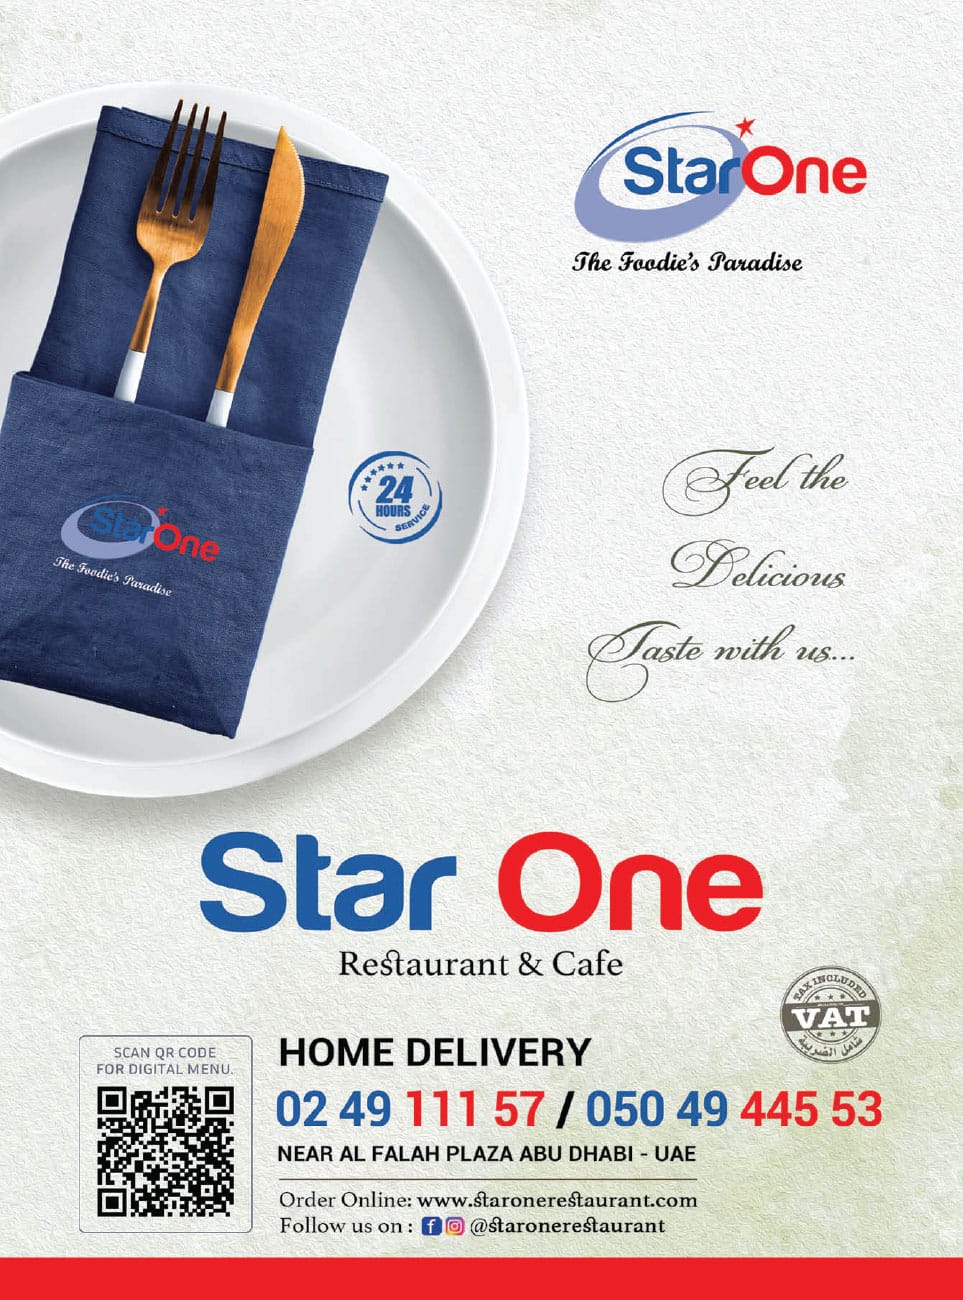 StarOne
The Foodie's Paradise
Feel the
Delicious
Taste with us...
24
HOURS
SERVICE
StarOne
The Foodie's Paradise
Star One
Restaurant & Cafe
TAX INCLUDED
VAT
شامل الضريبة
SCAN QR CODE
FOR DIGITAL MENU.
HOME DELIVERY
02 49 111 57 / 050 49 445 53
NEAR AL FALAH PLAZA ABU DHABI - UAE
Order Online: www.staronerestaurant.com
Follow us on : @staronerestaurant